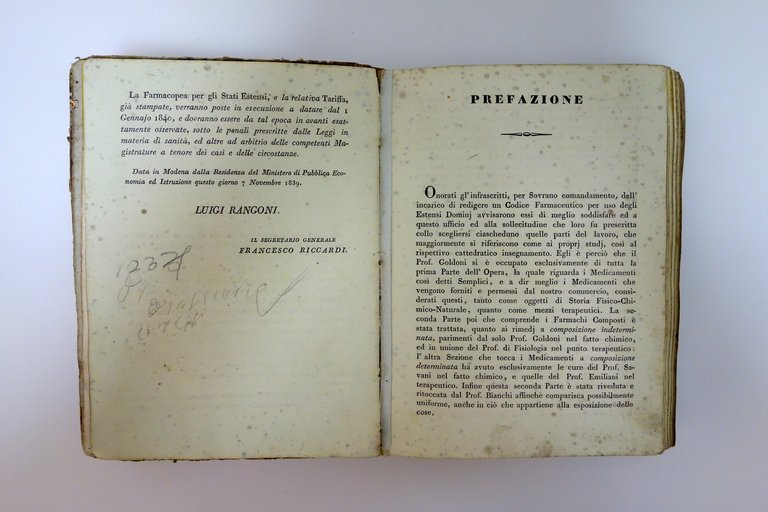 La Farmacopea per gli Stati Estensi, e la relativa Tariffa,
già stampate, verranno poste in esecuzione a datare dal 1
Gennajo 1840, e dovranno essere da tal epoca in avanti esat-
tamente osservate, sotto le penali prescritte dalle Leggi in
materia di sanità, ed altre ad arbitrio delle competenti Ma-
gistrature a tenore dei casi e delle circostanze.
Data in Modena dalla Residenza del Ministero di Pubblica Eco-
nomia ed Istruzione questo giorno 7 Novembre 1839.
LUIGI RANGONI.
IL SEGRETARIO GENERALE
FRANCESCO RICCARDI.
PREFAZIONE
Onorati gl' infrascritti, per Sovrano comandamento, dell'
incarico di redigere un Codice Farmaceutico per uso degli
Estensi Dominj avvisarono essi di meglio soddisfare ed a
questo ufficio ed alla sollecitudine che loro fu prescritta
collo scegliersi ciascheduno quelle parti del lavoro, che
maggiormente si riferiscono come ai proprj studj, così al
rispettivo cattedratico insegnamento. Egli è perciò che il
Prof. Goldoni si è occupato esclusivamente di tutta la
prima Parte dell' Opera, la quale riguarda i Medicamenti
così detti Semplici, e a dir meglio i Medicamenti che
vengono forniti e permessi dal nostro commercio, consi-
derati questi, tanto come oggetti di Storia Fisico-Chi-
mico-Naturale, quanto come mezzi terapeutici. La se-
conda Parte poi che comprende i Farmachi Composti è
stata trattata, quanto ai rimedj a composizione indetermi-
nata, parimenti dal solo Prof. Goldoni nel fatto chimico,
ed in unione del Prof. di Fisiologia nel punto terapeutico:
l' altra Sezione che tocca i Medicamenti a composizione
determinata ha avuto esclusivamente le cure del Prof. Sa-
vani nel fatto chimico, e quelle del Prof. Emiliani nel
terapeutico. Infine questa seconda Parte è stata riveduta e
ritoccata dal Prof. Bianchi affinchè comparisca possibilmente
uniforme, anche in ciò che appartiene alla esposizione delle
cose.